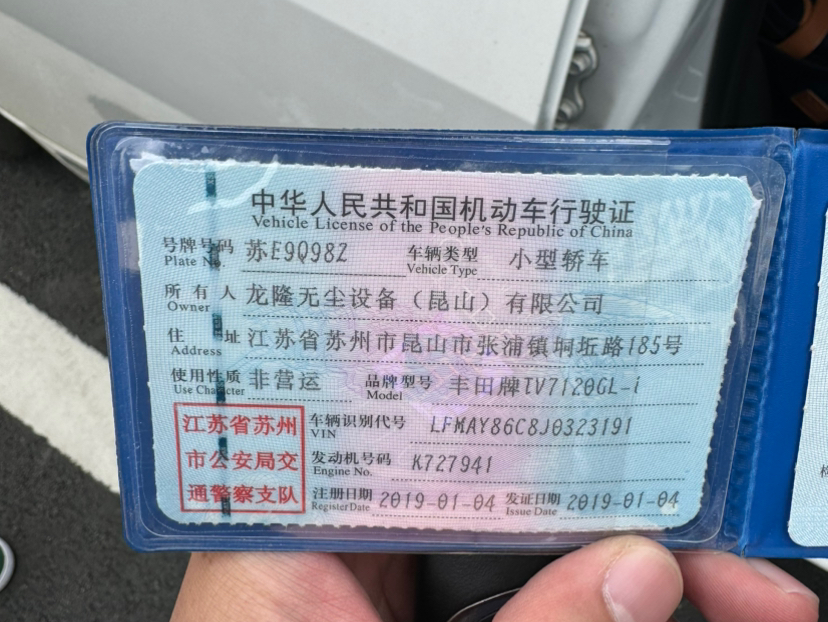 中华人民共和国机动车行驶证
Vehicle License of the People's Republic of China
号牌号码 苏E9Q98Z 车辆类型 小型轿车
Plate No. Vehicle Type
所有人 龙隆无尘设备（昆山）有限公司
Owner
住址 江苏省苏州市昆山市张浦镇垌坵路185号
Address
使用性质 非营运 品牌型号 丰田牌TV7120GL-i
Use Character Model
江苏省苏州 车辆识别代号 LFMAY86C8J0323191
VIN
市公安局交 发动机号码 K727941
Engine No.
通警察支队 注册日期 2019-01-04 发证日期 2019-01-04
Register Date Issue Date